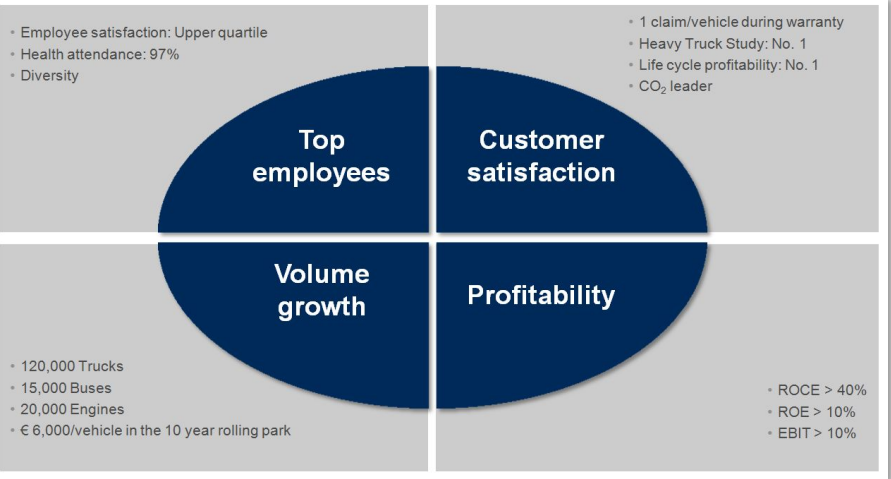 • Employee satisfaction: Upper quartile
• Health attendance: 97%
• Diversity
• 1 claim/vehicle during warranty
• Heavy Truck Study: No. 1
• Life cycle profitability: No. 1
• CO₂ leader
Top
employees
Customer
satisfaction
Volume
growth
Profitability
• 120,000 Trucks
• 15,000 Buses
• 20,000 Engines
• € 6,000/vehicle in the 10 year rolling park
• ROCE > 40%
• ROE > 10%
• EBIT > 10%